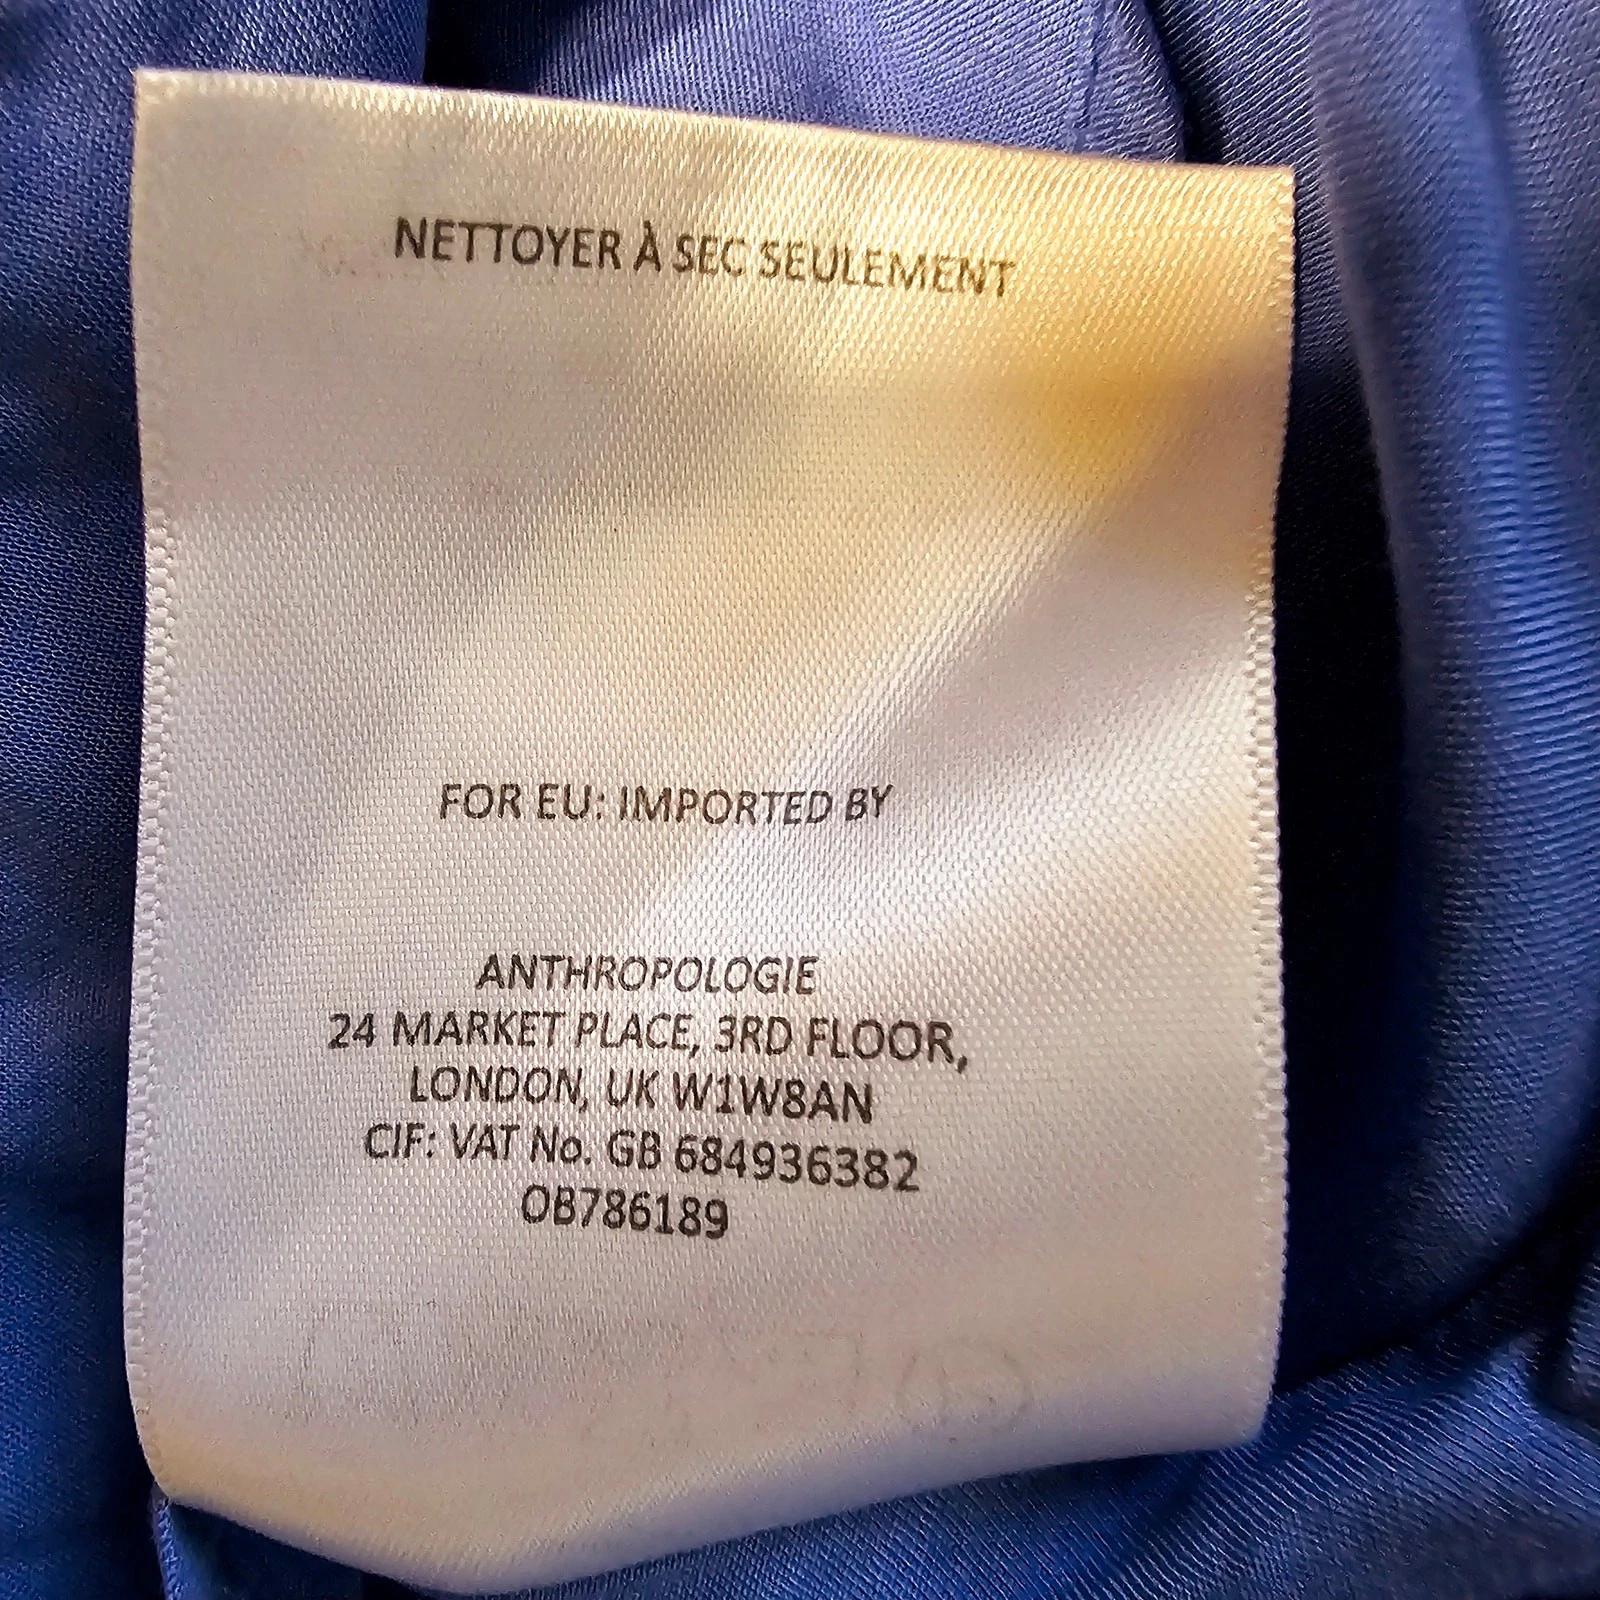 NETTOYER À SEC SEULEMENT
FOR EU: IMPORTED BY
ANTHROPOLOGIE
24 MARKET PLACE, 3RD FLOOR,
LONDON, UK W1W8AN
CIF: VAT No. GB 684936382
OB786189